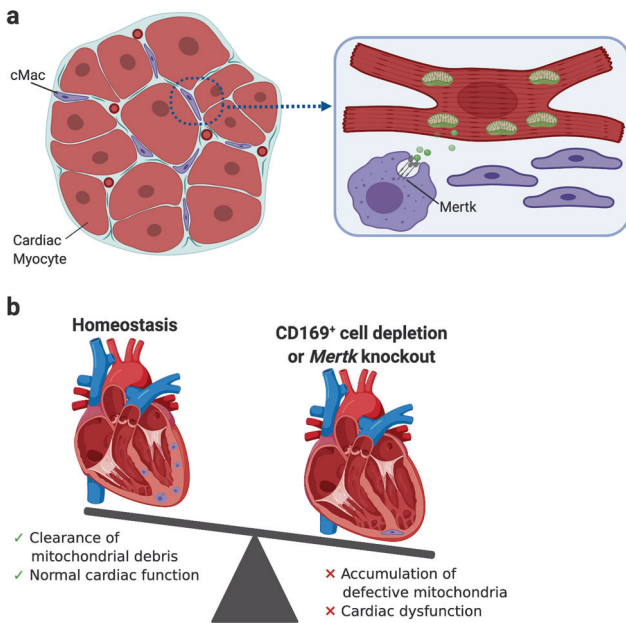 a
cMac
Cardiac
Myocyte
Mertk
b
Homeostasis
CD169⁺ cell depletion
or Mertk knockout
✓ Clearance of
mitochondrial debris
✓ Normal cardiac function
× Accumulation of
defective mitochondria
× Cardiac dysfunction